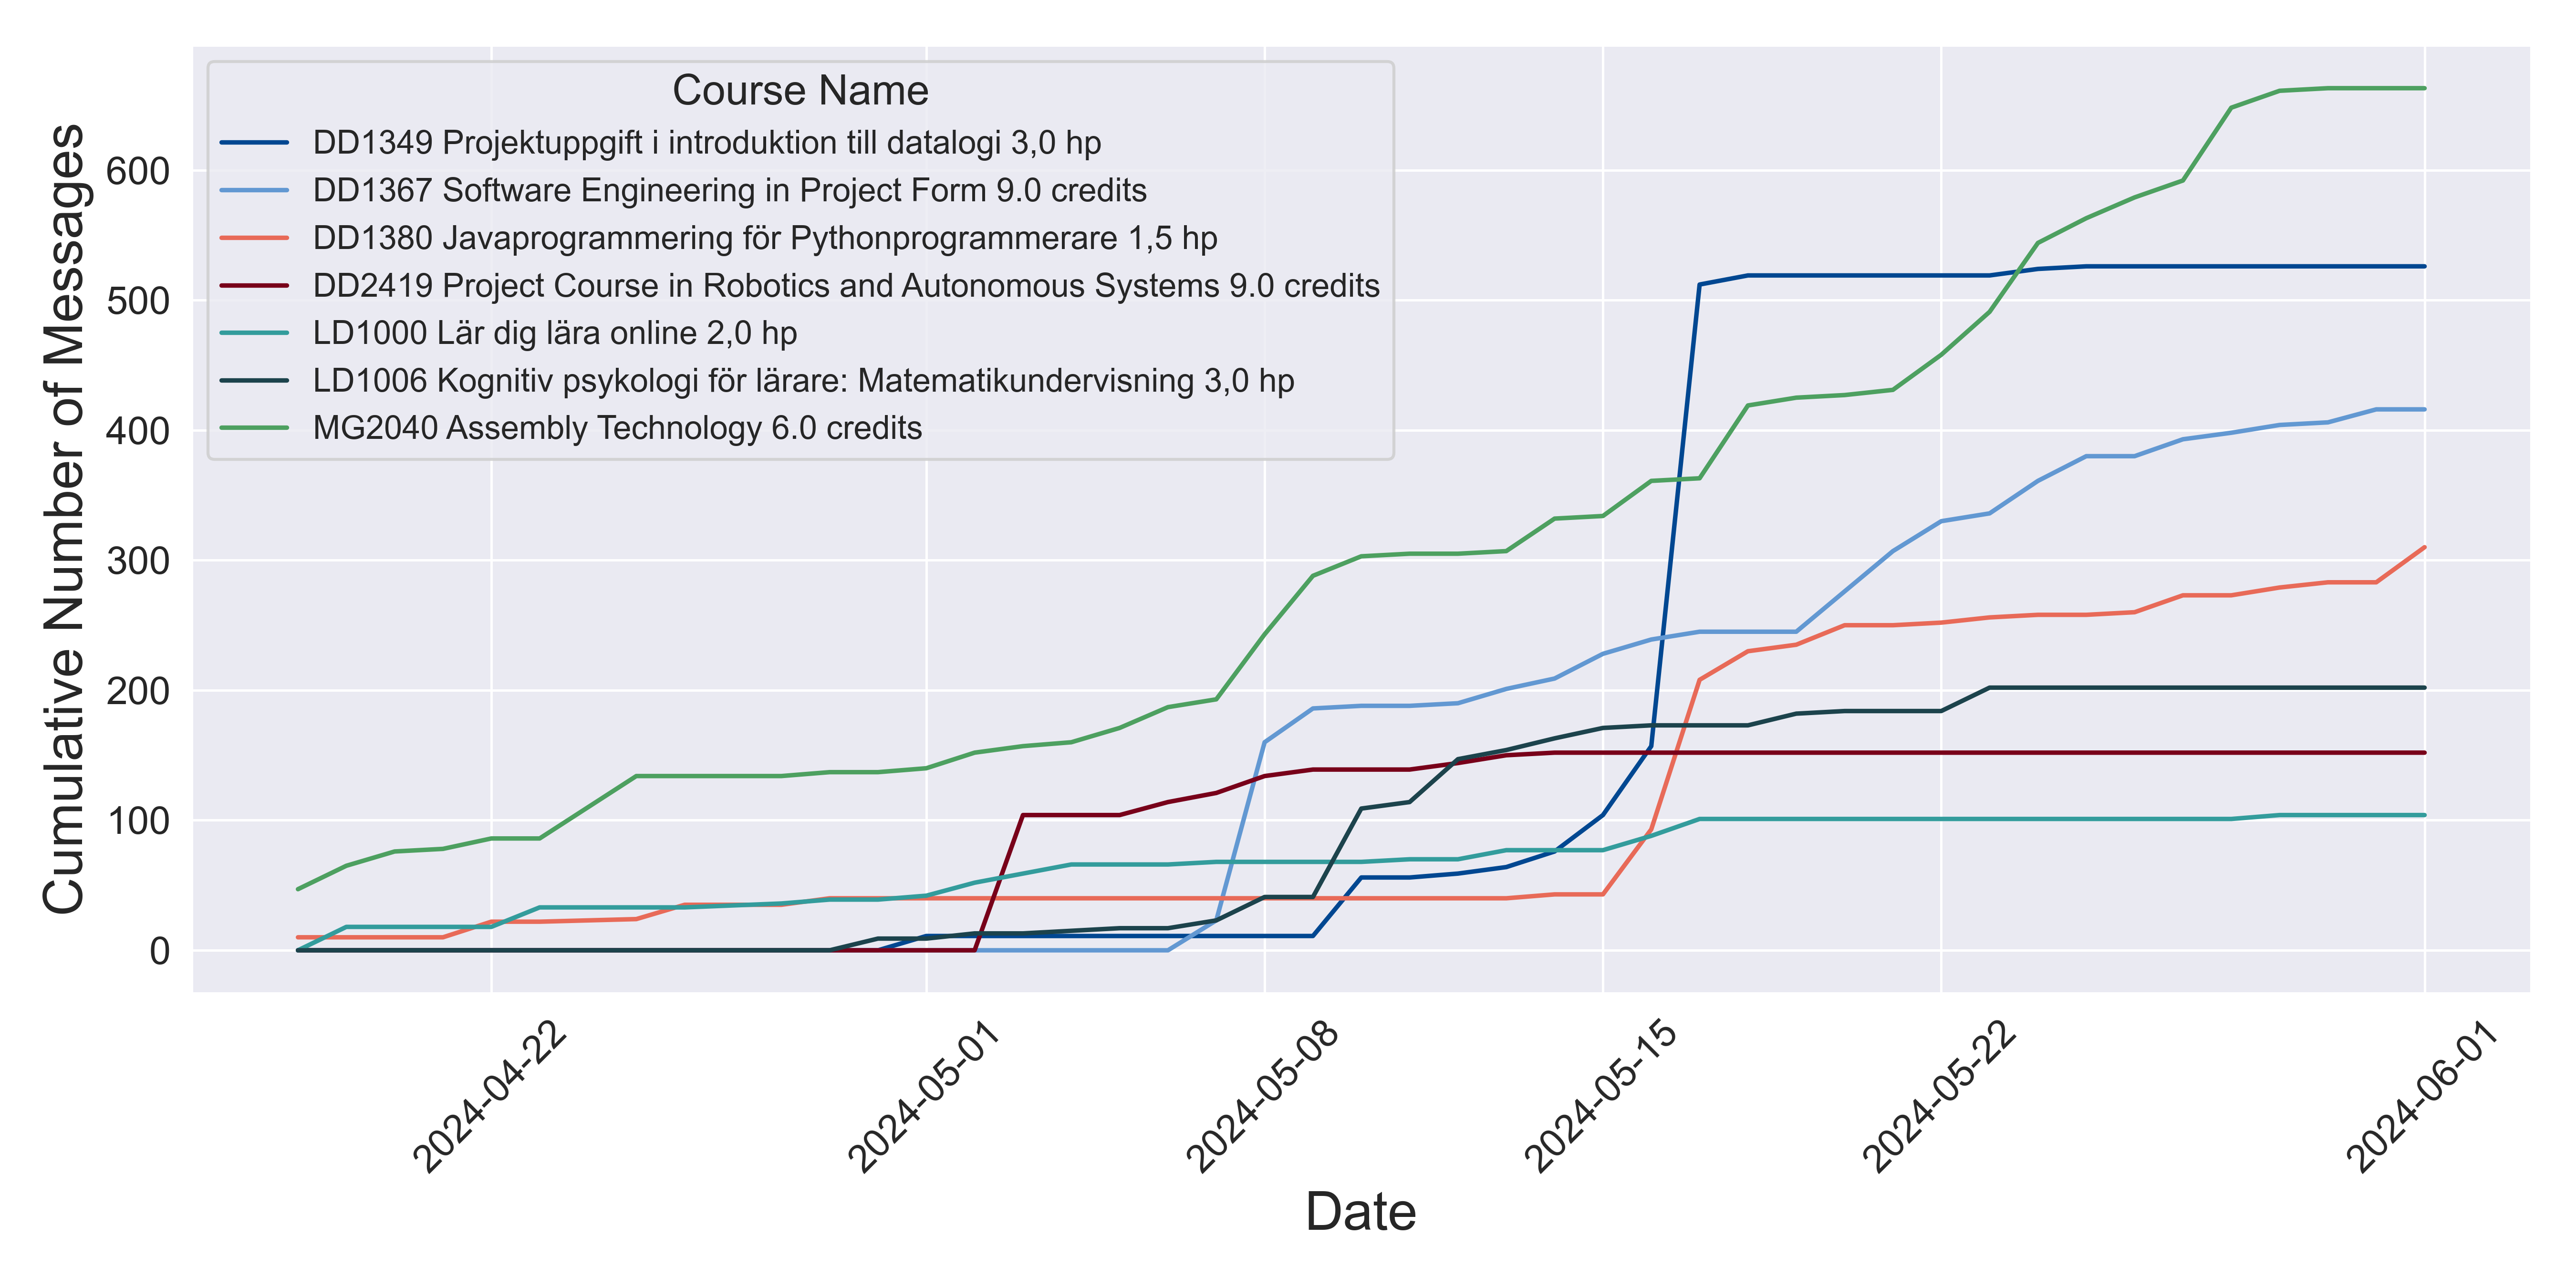 Course Name
DD1349 Projektuppgift i introduktion till datalogi 3,0 hp
DD1367 Software Engineering in Project Form 9.0 credits
DD1380 Javaprogrammering för Pythonprogrammerare 1,5 hp
DD2419 Project Course in Robotics and Autonomous Systems 9.0 credits
LD1000 Lär dig lära online 2,0 hp
LD1006 Kognitiv psykologi för lärare: Matematikundervisning 3,0 hp
MG2040 Assembly Technology 6.0 credits
Cumulative Number of Messages
600
500
400
300
200
100
0
2024-04-22
2024-05-01
2024-05-08
2024-05-15
2024-05-22
2024-06-01
Date